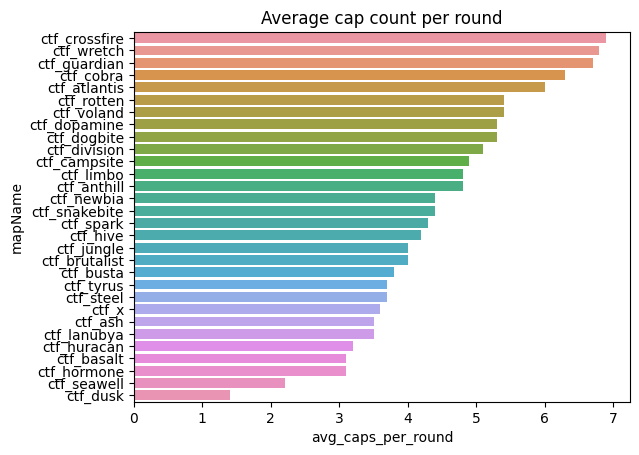 Average cap count per round
mapName
ctf_crossfire
ctf_wretch
ctf_guardian
ctf_cobra
ctf_atlantis
ctf_rotten
ctf_voland
ctf_dopamine
ctf_dogbite
ctf_division
ctf_campsite
ctf_limbo
ctf_anthill
ctf_newbia
ctf_snakebite
ctf_spark
ctf_hive
ctf_jungle
ctf_brutalist
ctf_busta
ctf_tyrus
ctf_steel
ctf_x
ctf_ash
ctf_lanubya
ctf_huracan
ctf_basalt
ctf_hormone
ctf_seawell
ctf_dusk
0 1 2 3 4 5 6 7
avg_caps_per_round